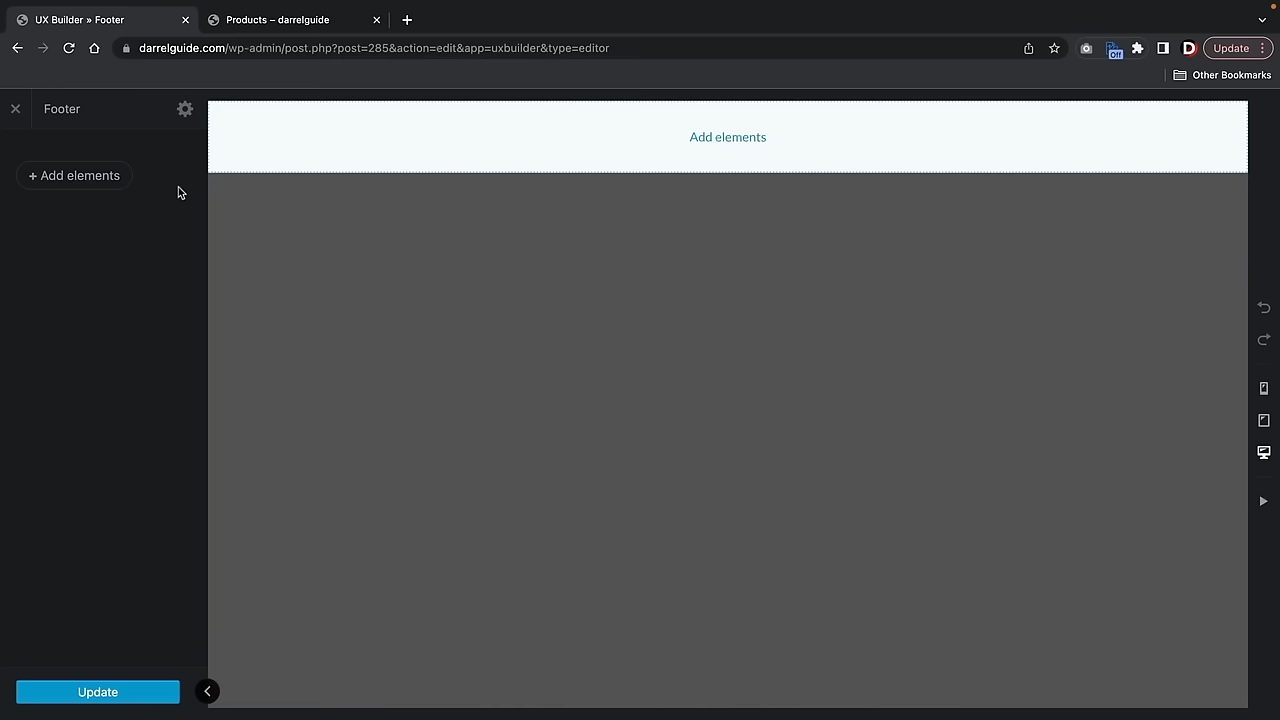 UX Builder » Footer
Products – darrelguide
darrelguide.com/wp-admin/post.php?post=285&action=edit&app=uxbuilder&type=editor
Off
D
Update
Other Bookmarks
Footer
Add elements
+ Add elements
Update